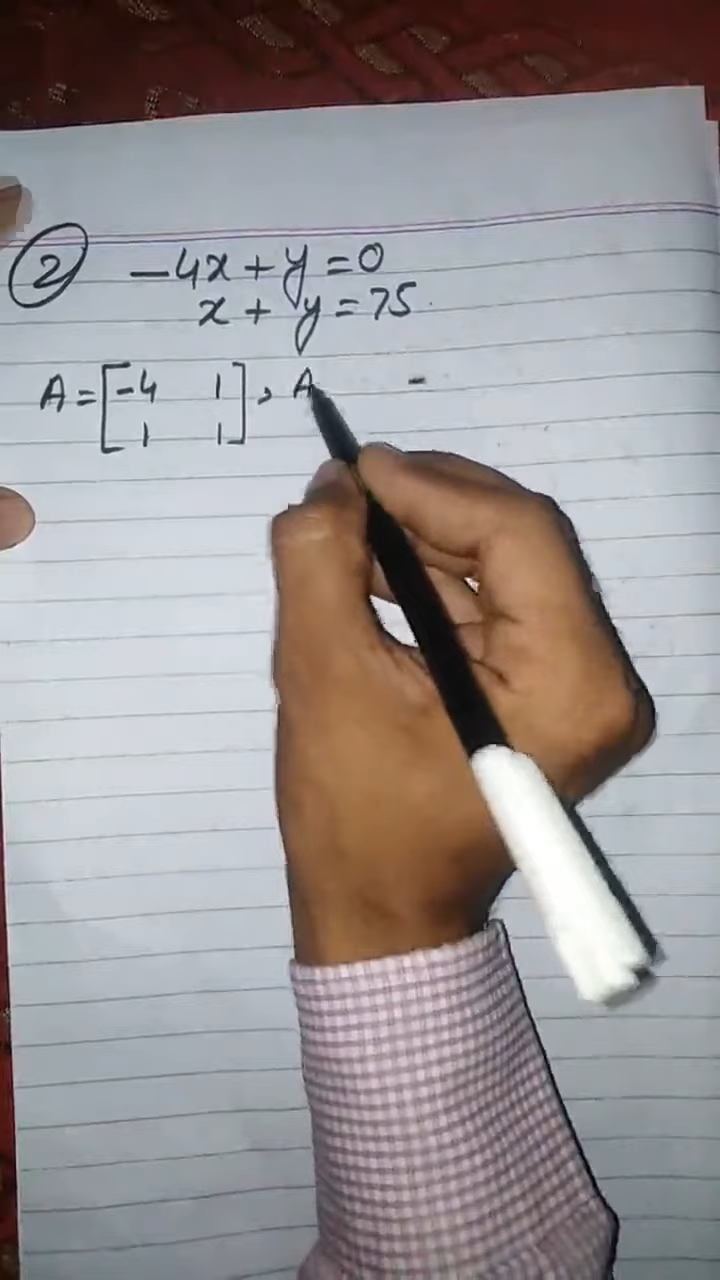 ② -4x + y = 0
x + y = 75
A = [-4 1], A -
[1 1]